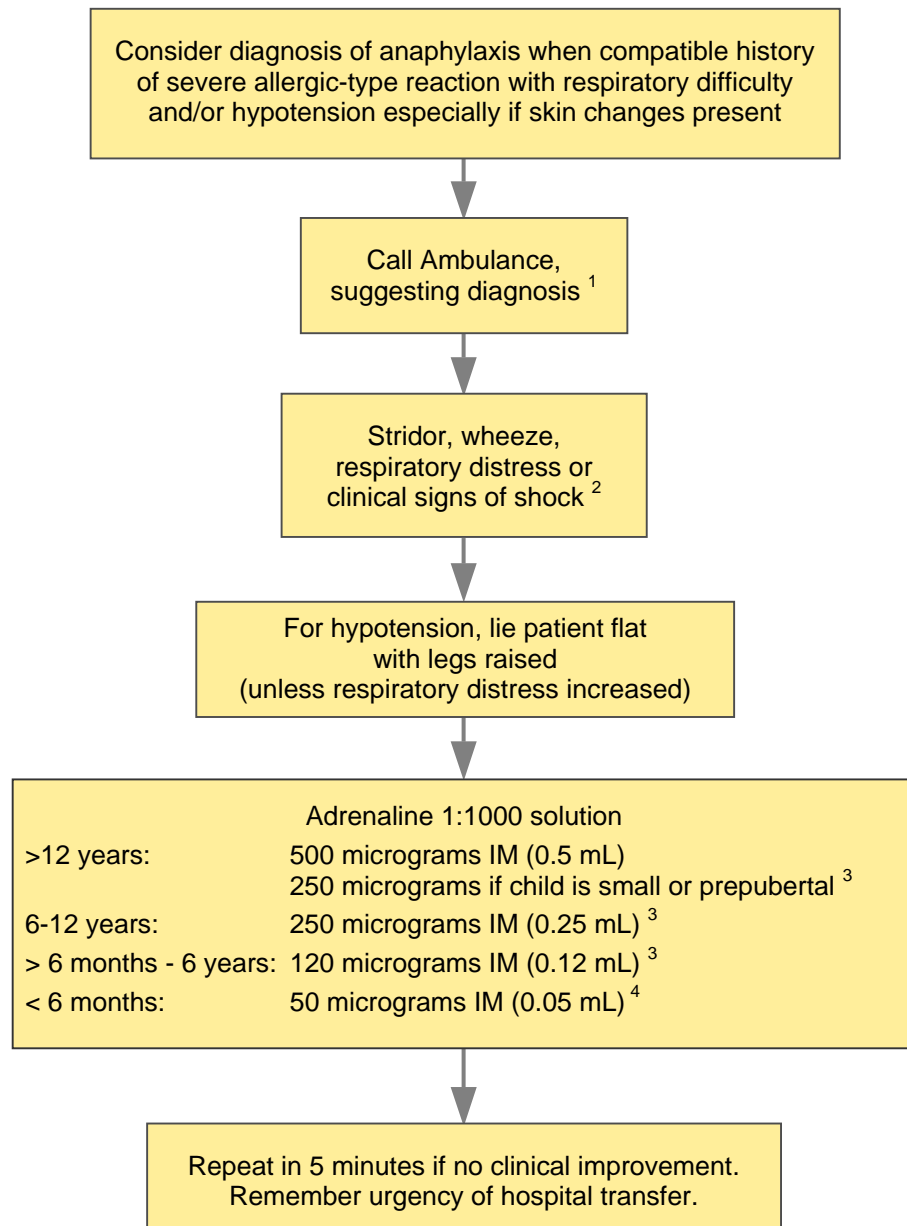 Consider diagnosis of anaphylaxis when compatible history
of severe allergic-type reaction with respiratory difficulty
and/or hypotension especially if skin changes present
Call Ambulance,
suggesting diagnosis 1
Stridor, wheeze,
respiratory distress or
clinical signs of shock 2
For hypotension, lie patient flat
with legs raised
(unless respiratory distress increased)
Adrenaline 1:1000 solution
>12 years: 500 micrograms IM (0.5 mL)
250 micrograms if child is small or prepubertal 3
6-12 years: 250 micrograms IM (0.25 mL) 3
> 6 months - 6 years: 120 micrograms IM (0.12 mL) 3
< 6 months: 50 micrograms IM (0.05 mL) 4
Repeat in 5 minutes if no clinical improvement.
Remember urgency of hospital transfer.